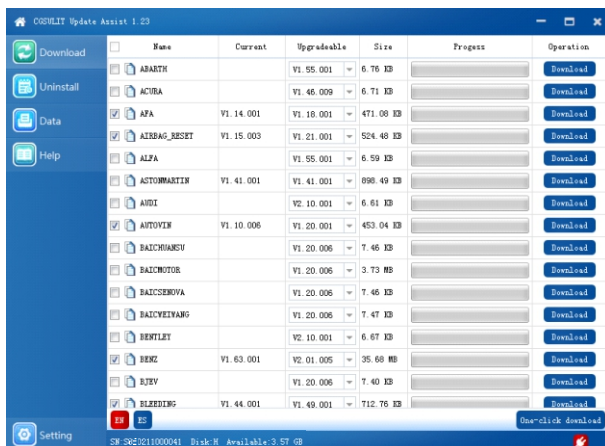 CGSULIT Update Assist 1.23
Download
Uninstall
Data
Help
Setting
Name Current Upgradeable Size Progess Operation
ABARTH V1.55.001 6.76 KB Download
ACURA V1.46.009 6.71 KB Download
AFA V1.14.001 V1.18.001 471.08 KB Download
AIRBAG_RESET V1.15.003 V1.21.001 524.48 KB Download
ALFA V1.55.001 6.59 KB Download
ASTONMARTIN V1.41.001 V1.41.001 898.49 KB Download
AUDI V2.10.001 6.61 KB Download
AUTOVIN V1.10.006 V1.20.001 453.04 KB Download
BAICHUANSU V1.20.006 7.46 KB Download
BAICMOTOR V1.20.006 3.73 MB Download
BAICSENOVA V1.20.006 7.46 KB Download
BAICWEIWANG V1.20.006 7.47 KB Download
BENTLEY V2.10.001 6.67 KB Download
BENZ V1.63.001 V2.01.005 35.68 MB Download
BJEV V1.20.006 7.40 KB Download
BLEEDING V1.44.001 V1.49.001 712.76 KB Download
EN ES One-click download
Disk:H Available:3.57 GB